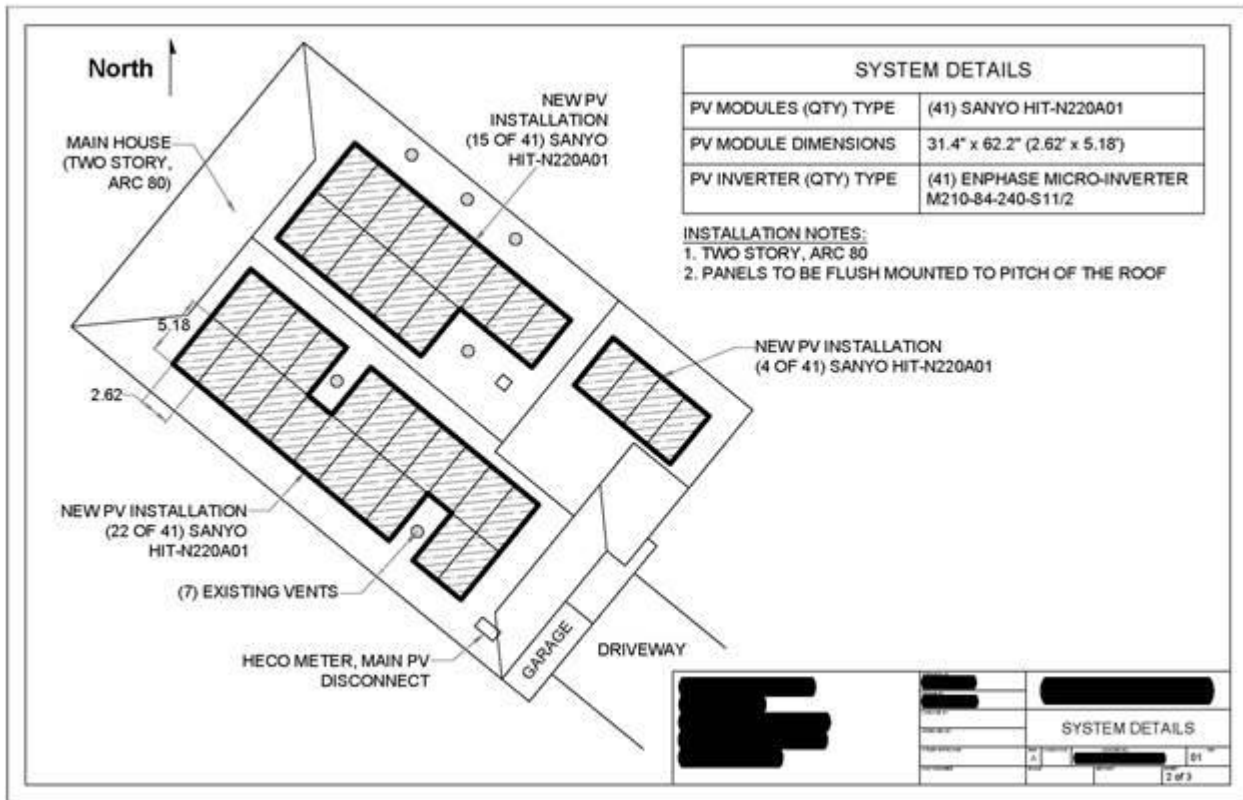 North
MAIN HOUSE
(TWO STORY,
ARC 80)
NEW PV
INSTALLATION
(15 OF 41) SANYO
HIT-N220A01
SYSTEM DETAILS
PV MODULES (QTY) TYPE
(41) SANYO HIT-N220A01
PV MODULE DIMENSIONS
31.4" x 62.2" (2.62' x 5.18')
PV INVERTER (QTY) TYPE
(41) ENPHASE MICRO-INVERTER
M210-84-240-S11/2
INSTALLATION NOTES:
1. TWO STORY, ARC 80
2. PANELS TO BE FLUSH MOUNTED TO PITCH OF THE ROOF
5.18
2.62
NEW PV INSTALLATION
(4 OF 41) SANYO HIT-N220A01
NEW PV INSTALLATION
(22 OF 41) SANYO
HIT-N220A01
(7) EXISTING VENTS
HECO METER, MAIN PV
DISCONNECT
GARAGE
DRIVEWAY
SYSTEM DETAILS
A
01
2 of 3